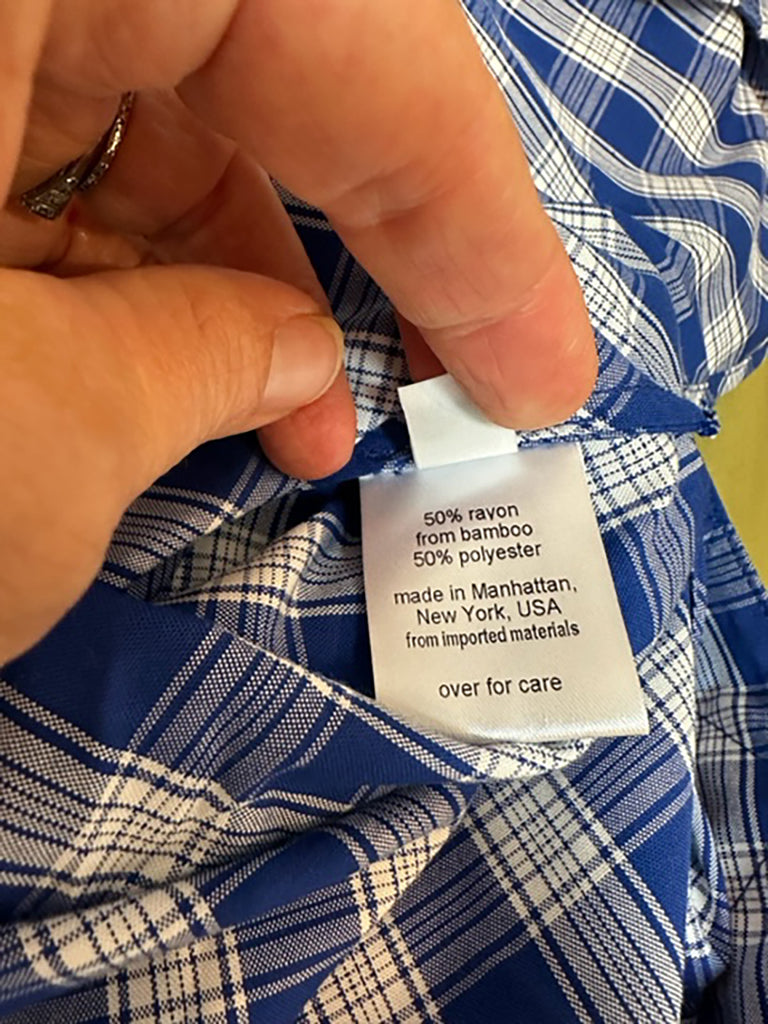 50% rayon
from bamboo
50% polyester
made in Manhattan,
New York, USA
from imported materials
over for care